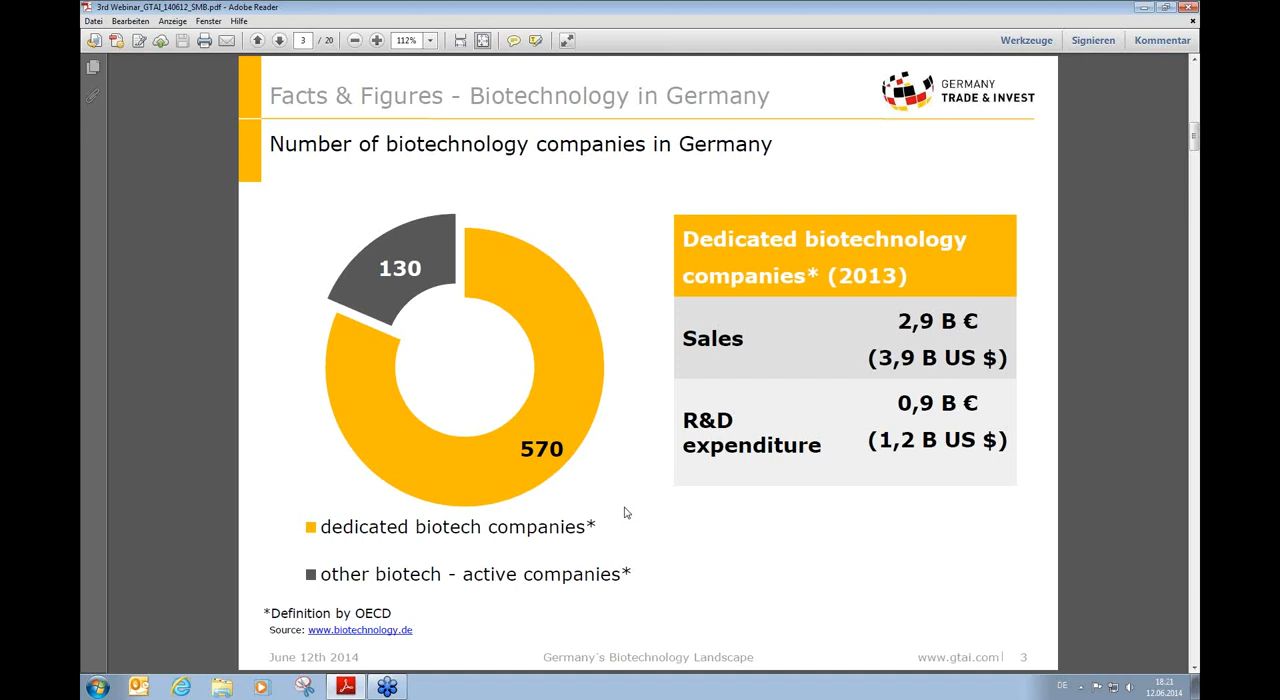 3rd Webinar_GTAI_140612_SMB.pdf - Adobe Reader
Datei Bearbeiten Anzeige Fenster Hilfe
3 / 20 112% Werkzeuge Signieren Kommentar
Facts & Figures - Biotechnology in Germany
GERMANY
TRADE & INVEST
Number of biotechnology companies in Germany
130
570
dedicated biotech companies*
other biotech - active companies*
Dedicated biotechnology
companies* (2013)
Sales
2,9 B €
(3,9 B US $)
R&D
expenditure
0,9 B €
(1,2 B US $)
*Definition by OECD
Source: www.biotechnology.de
June 12th 2014 Germany´s Biotechnology Landscape www.gtai.com 3
DE
18:21
12.06.2014